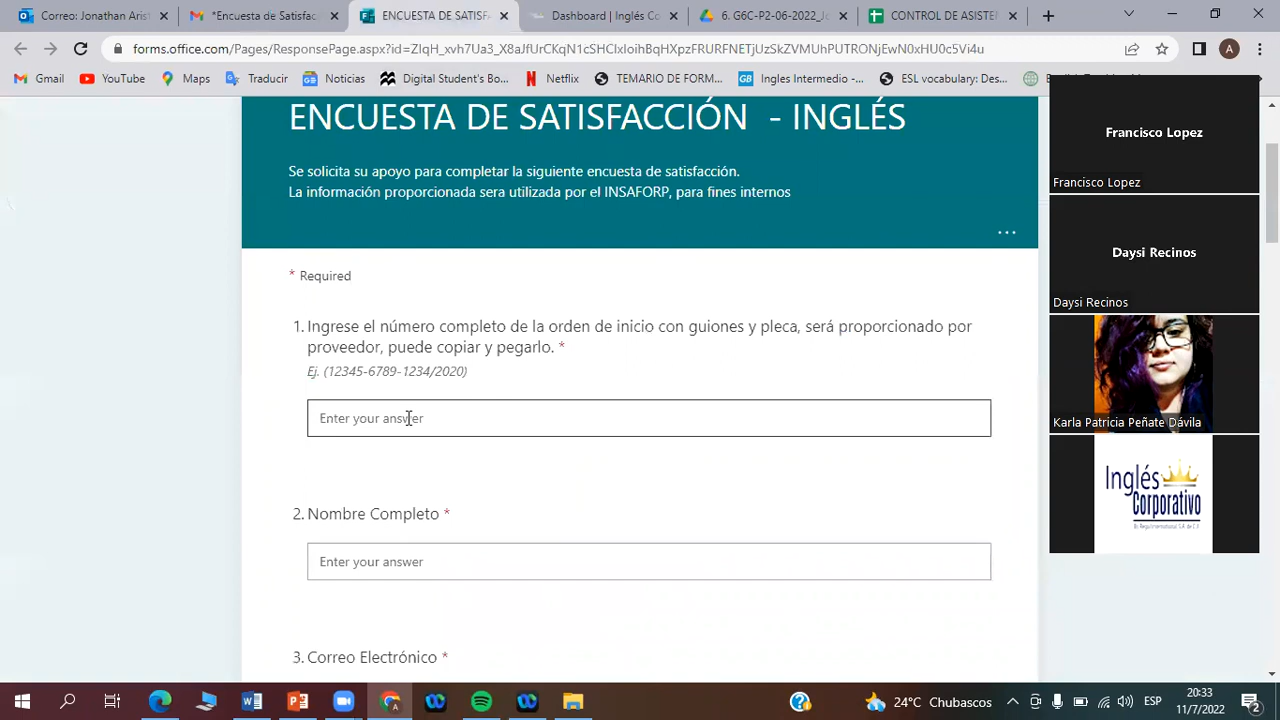 Correo: Jonathan Arist
*Encuesta de Satisfac
ENCUESTA DE SATISF
Dashboard | Inglés Co
6. G6C-P2-06-2022_Jo
CONTROL DE ASISTE
forms.office.com/Pages/ResponsePage.aspx?id=ZIqH_xvh7Ua3_X8aJfUrCKqN1cSHCIxIoihBqHXpzFRURFNETjUzSkZVMUhPUTRONjEwN0xHU0c5Vi4u
A
Gmail
YouTube
Maps
Traducir
Noticias
Digital Student's Bo...
Netflix
TEMARIO DE FORM...
Ingles Intermedio -...
ESL vocabulary: Des...
ENCUESTA DE SATISFACCIÓN - INGLÉS
Se solicita su apoyo para completar la siguiente encuesta de satisfacción.
La información proporcionada sera utilizada por el INSAFORP, para fines internos
* Required
1. Ingrese el número completo de la orden de inicio con guiones y pleca, será proporcionado por
proveedor, puede copiar y pegarlo. *
Ej. (12345-6789-1234/2020)
Enter your answer
2. Nombre Completo *
Enter your answer
3. Correo Electrónico *
Francisco Lopez
Francisco Lopez
Daysi Recinos
Daysi Recinos
Karla Patricia Peñate Dávila
Inglés
Corporativo
24°C Chubascos
ESP
20:33
11/7/2022
2